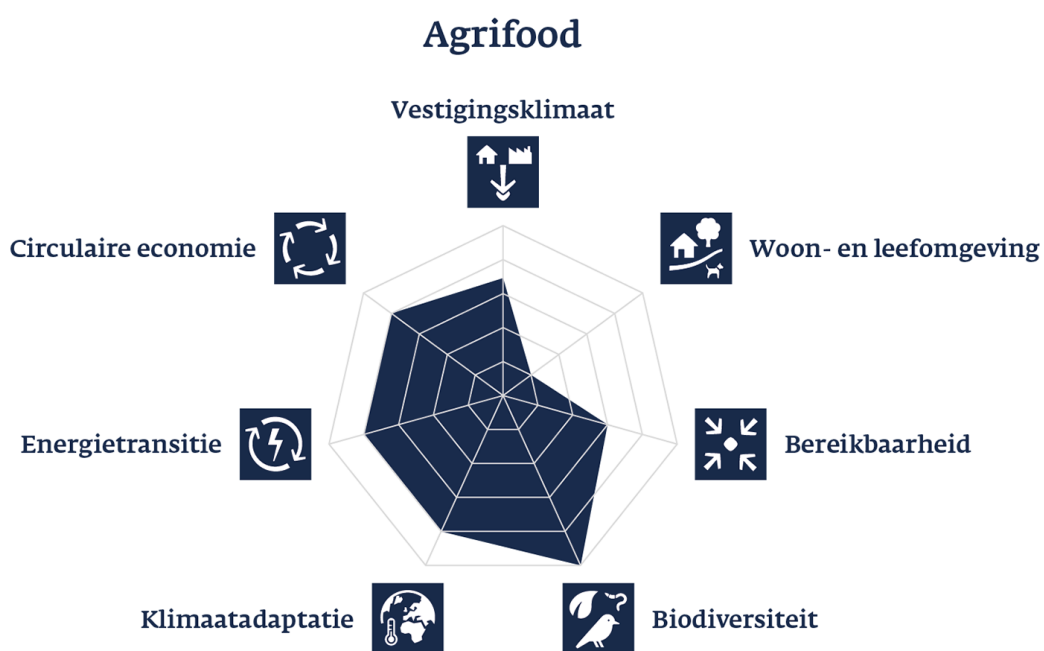 Agrifood
Vestigingsklimaat
Circulaire economie
Woon- en leefomgeving
Energietransitie
Bereikbaarheid
Klimaatadaptatie
Biodiversiteit